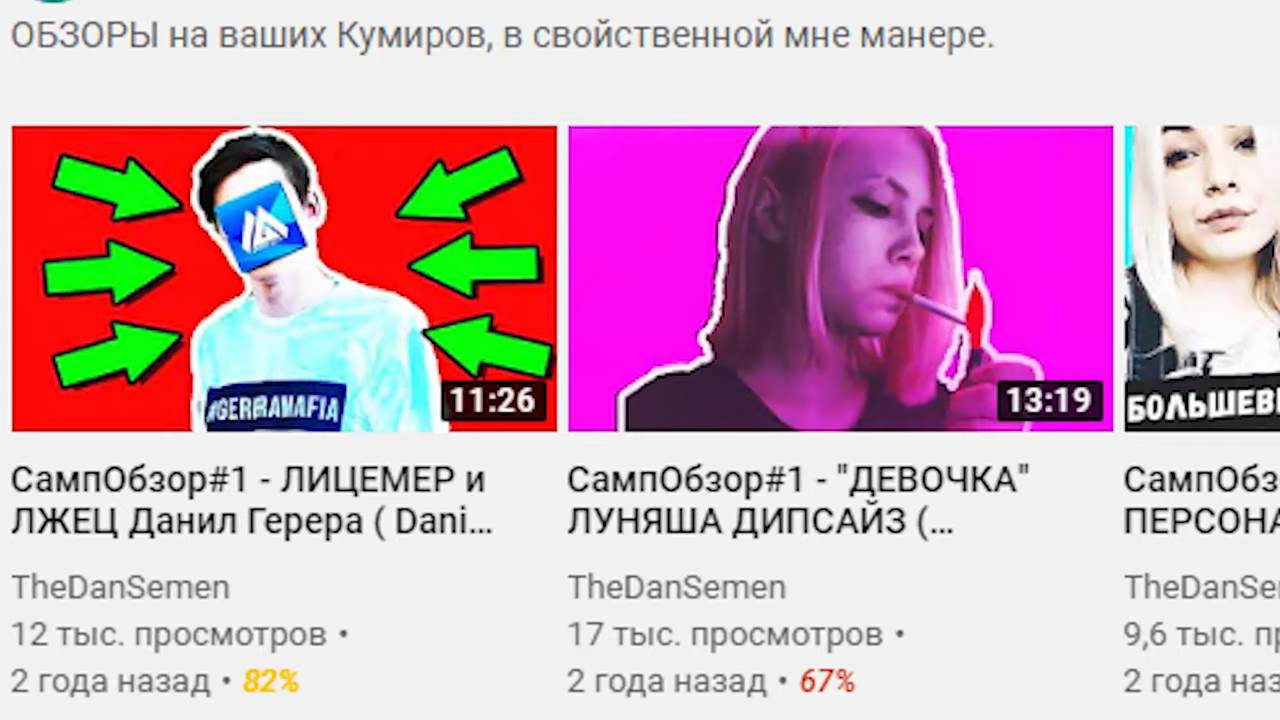 ОБЗОРЫ на ваших Кумиров, в свойственной мне манере.
#GERRAMAFIA
11:26
13:19
БОЛЬШЕВ
СампОбзор#1 - ЛИЦЕМЕР и
ЛЖЕЦ Данил Герера ( Dani...
СампОбзор#1 - "ДЕВОЧКА"
ЛУНЯША ДИПСАЙЗ (...
СампОбз
ПЕРСОНА
TheDanSemen
12 тыс. просмотров •
2 года назад • 82%
TheDanSemen
17 тыс. просмотров •
2 года назад • 67%
TheDanSe
9,6 тыс. п
2 года наз